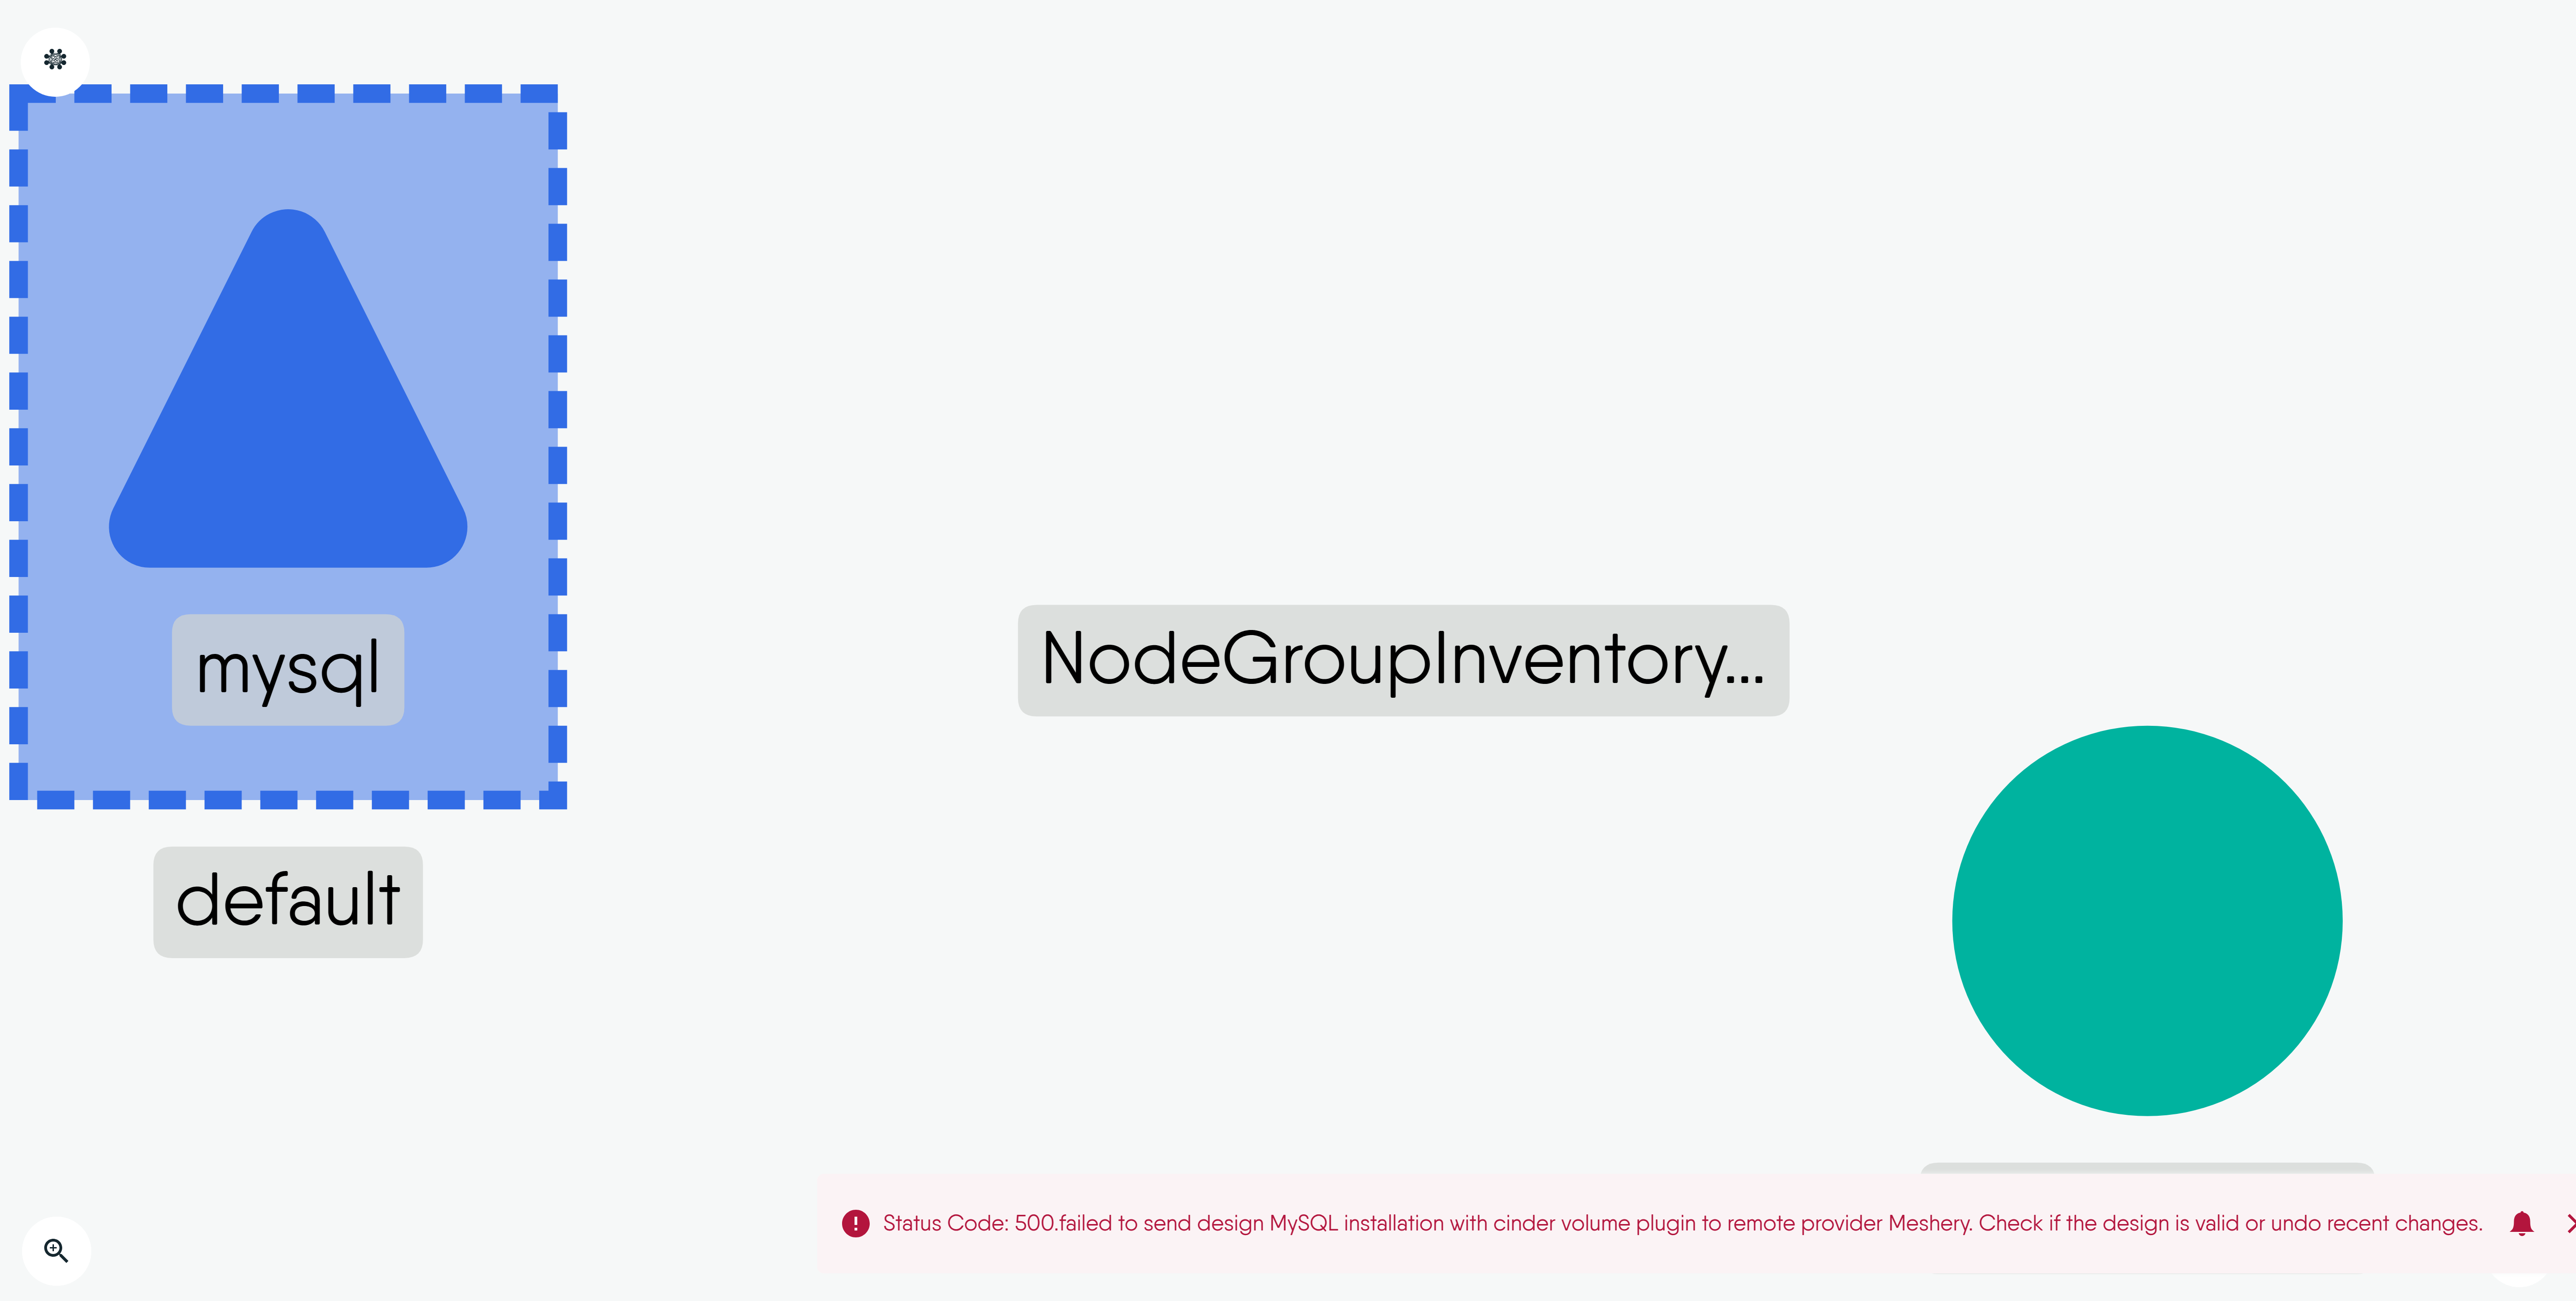 mysql
default
NodeGroupInventory...
Status Code: 500.failed to send design MySQL installation with cinder volume plugin to remote provider Meshery. Check if the design is valid or undo recent changes.